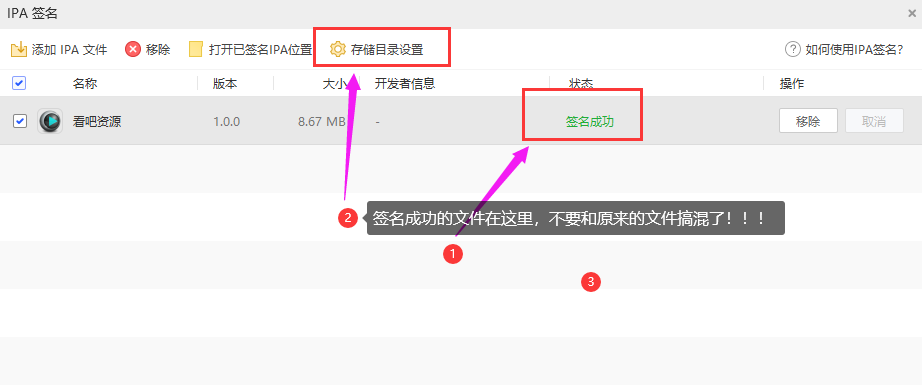 IPA 签名
添加 IPA 文件 移除 打开已签名IPA位置 存储目录设置 如何使用IPA签名?
名称 版本 大小 开发者信息 状态 操作
看吧资源 1.0.0 8.67 MB - 签名成功 移除 取消
2 签名成功的文件在这里，不要和原来的文件搞混了！！！
1
3